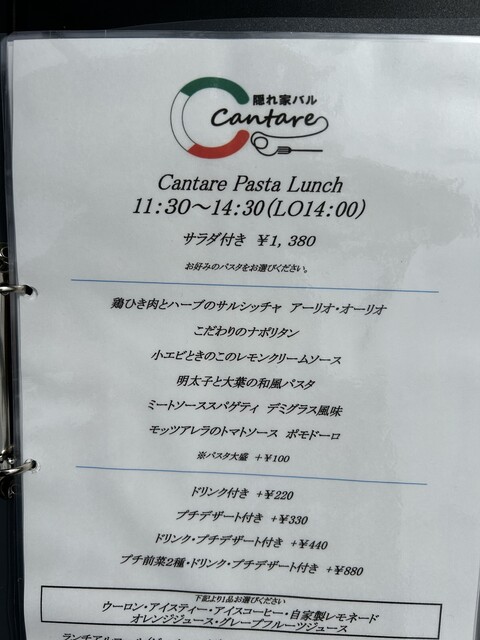 隠れ家バル
Cantare
Cantare Pasta Lunch
11:30～14:30(LO14:00)
サラダ付き ￥1,380
お好みのパスタをお選びください。
鶏ひき肉とハーブのサルシッチャ アーリオ・オーリオ
こだわりのナポリタン
小エビときのこのレモンクリームソース
明太子と大葉の和風パスタ
ミートソーススパゲティ デミグラス風味
モッツアレラのトマトソース ポモドーロ
※パスタ大盛 +￥100
ドリンク付き +￥220
プチデザート付き +￥330
ドリンク・プチデザート付き +￥440
プチ前菜2種・ドリンク・プチデザート付き +￥880
下記より1品お選びください
ウーロン・アイスティー・アイスコーヒー・自家製レモネード
オレンジジュース・グレープフルーツジュース